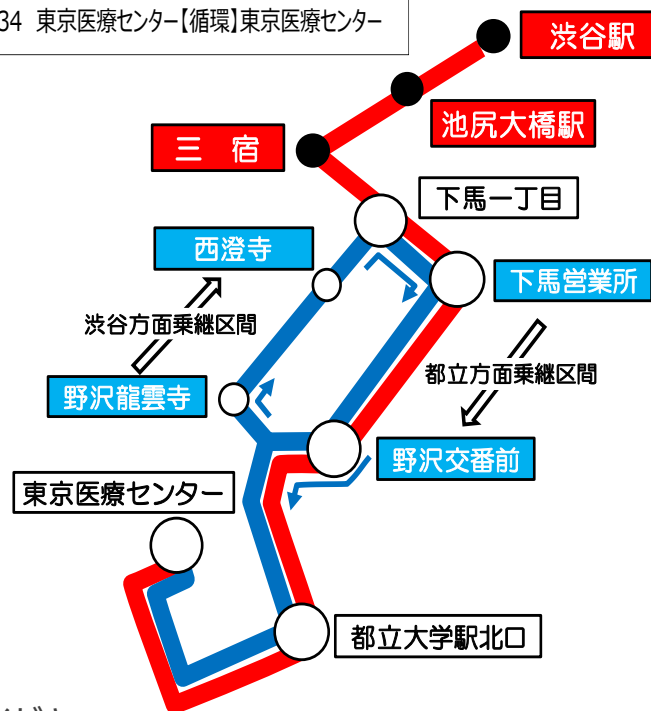 34 東京医療センター【循環】東京医療センター
渋谷駅
池尻大橋駅
三 宿
下馬一丁目
西澄寺
下馬営業所
渋谷方面乗継区間
都立方面乗継区間
野沢龍雲寺
野沢交番前
東京医療センター
都立大学駅北口